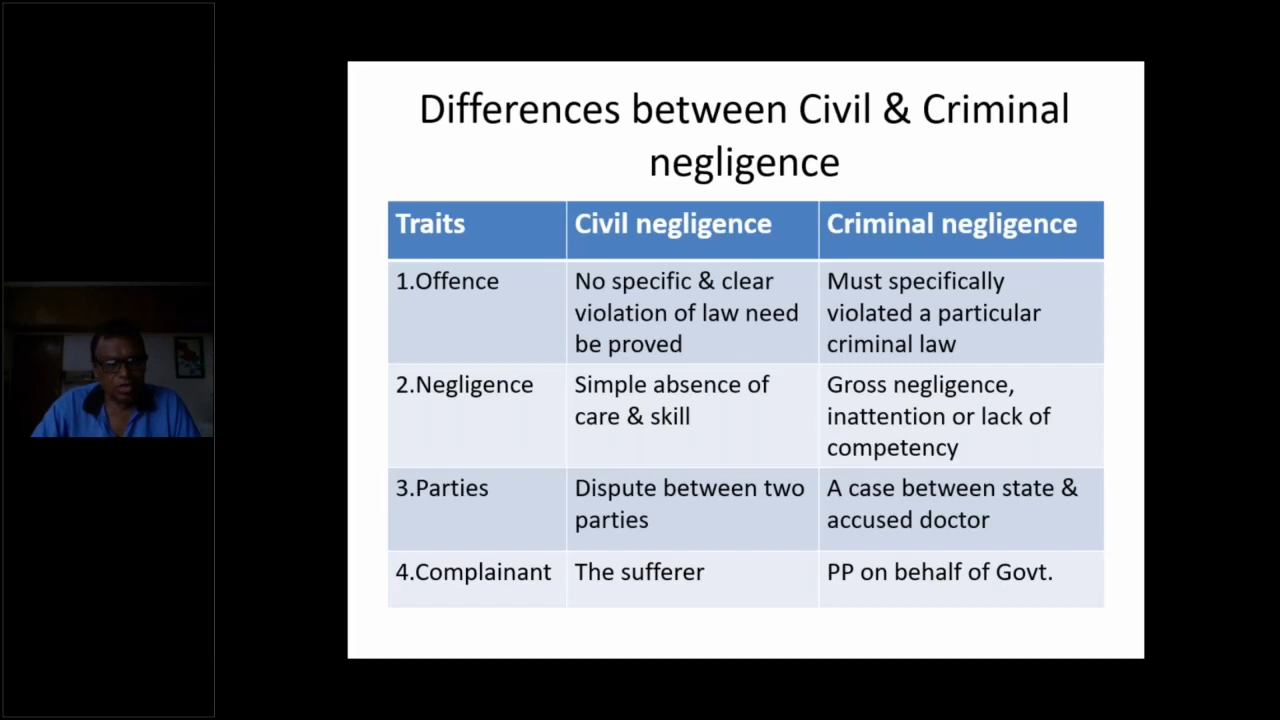 Differences between Civil & Criminal
negligence
Traits
Civil negligence
Criminal negligence
1.Offence
No specific & clear
violation of law need
be proved
Must specifically
violated a particular
criminal law
2.Negligence
Simple absence of
care & skill
Gross negligence,
inattention or lack of
competency
3.Parties
Dispute between two
parties
A case between state &
accused doctor
4.Complainant
The sufferer
PP on behalf of Govt.